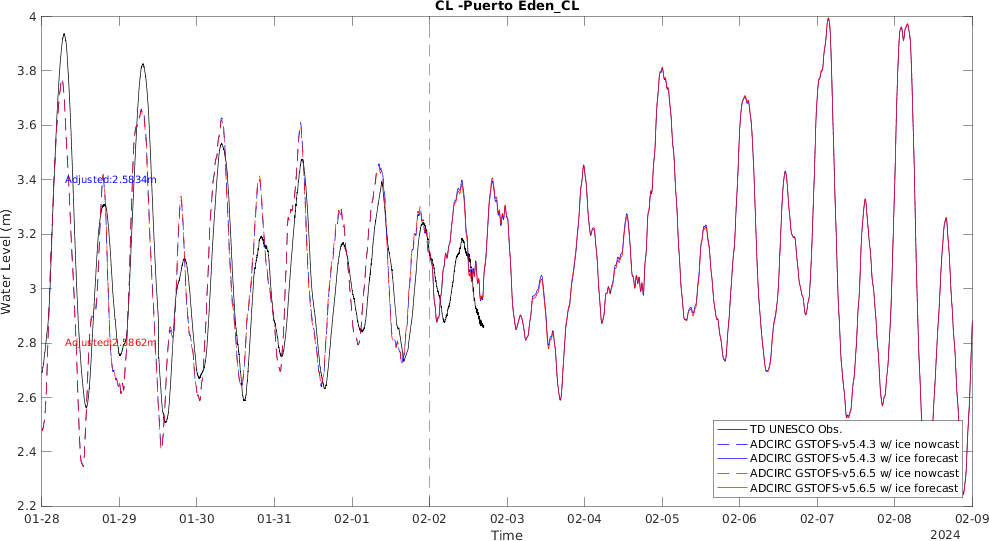 CL -Puerto Eden_CL
4
3.8
3.6
3.4
3.2
3
2.8
2.6
2.4
2.2
Water Level (m)
Adjusted:2.5834m
Adjusted:2.5862m
TD UNESCO Obs.
ADCIRC GSTOFS-v5.4.3 w/ ice nowcast
ADCIRC GSTOFS-v5.4.3 w/ ice forecast
ADCIRC GSTOFS-v5.6.5 w/ ice nowcast
ADCIRC GSTOFS-v5.6.5 w/ ice forecast
01-28 01-29 01-30 01-31 02-01 02-02 02-03 02-04 02-05 02-06 02-07 02-08 02-09
Time
2024